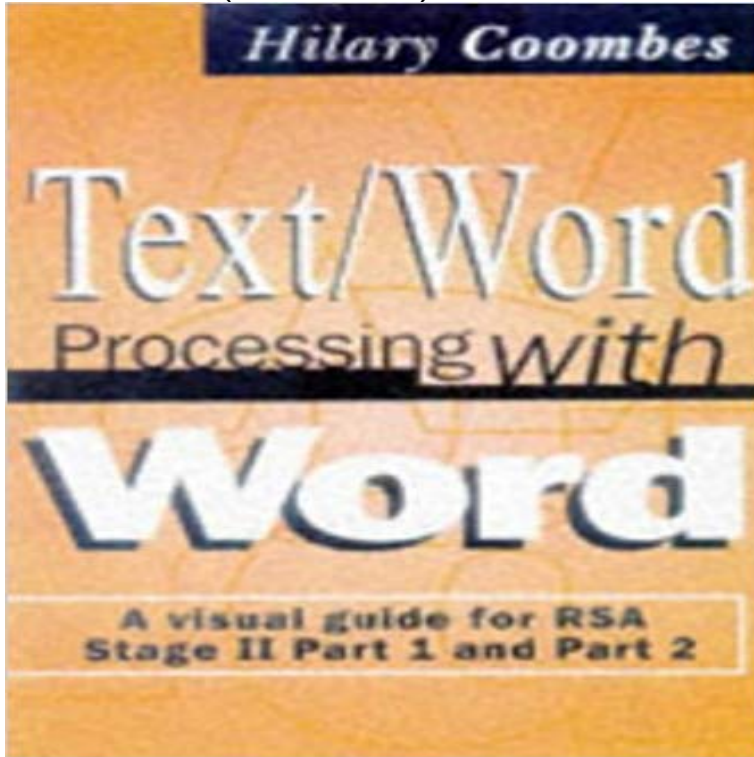 Hilary Coombes
Text/Word
Processing with
Word
A visual guide for RSA
Stage II Part 1 and Part 2